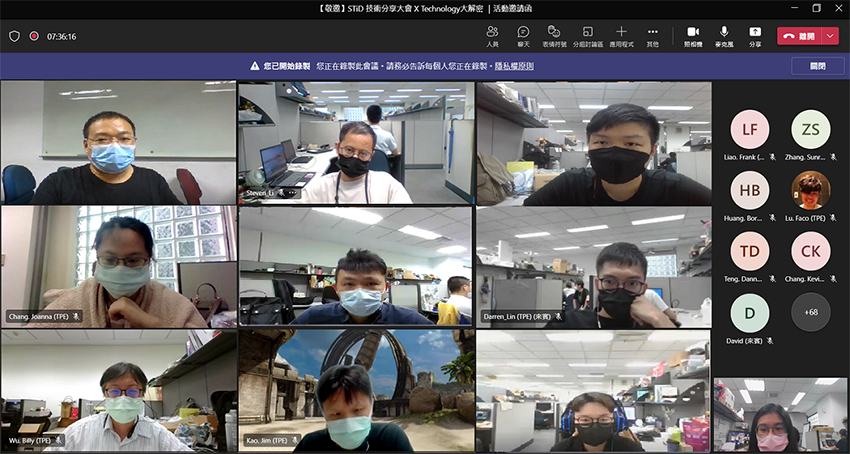 【敬邀】STiD 技術分享大會 X Technology大解密 | 活動邀請函
07:36:16
人員
聊天
表情符號
分組討論區
應用程式
其他
照相機
麥克風
分享
離開
您已開始錄製 您正在錄製此會議。請務必告訴每個人您正在錄製。隱私權原則
關閉
Steven_Li
LF
ZS
Liao. Frank (...
Zhang. Sunr...
HB
Huang. Bor...
Lu. Faco (TPE)
Chang. Joanna (TPE)
Darren_Lin (TPE) (來賓)
TD
CK
Teng. Dann...
Chang. Kevi...
D
+68
David (來賓)
Wu. Billy (TPE)
Kao. Jim (TPE)